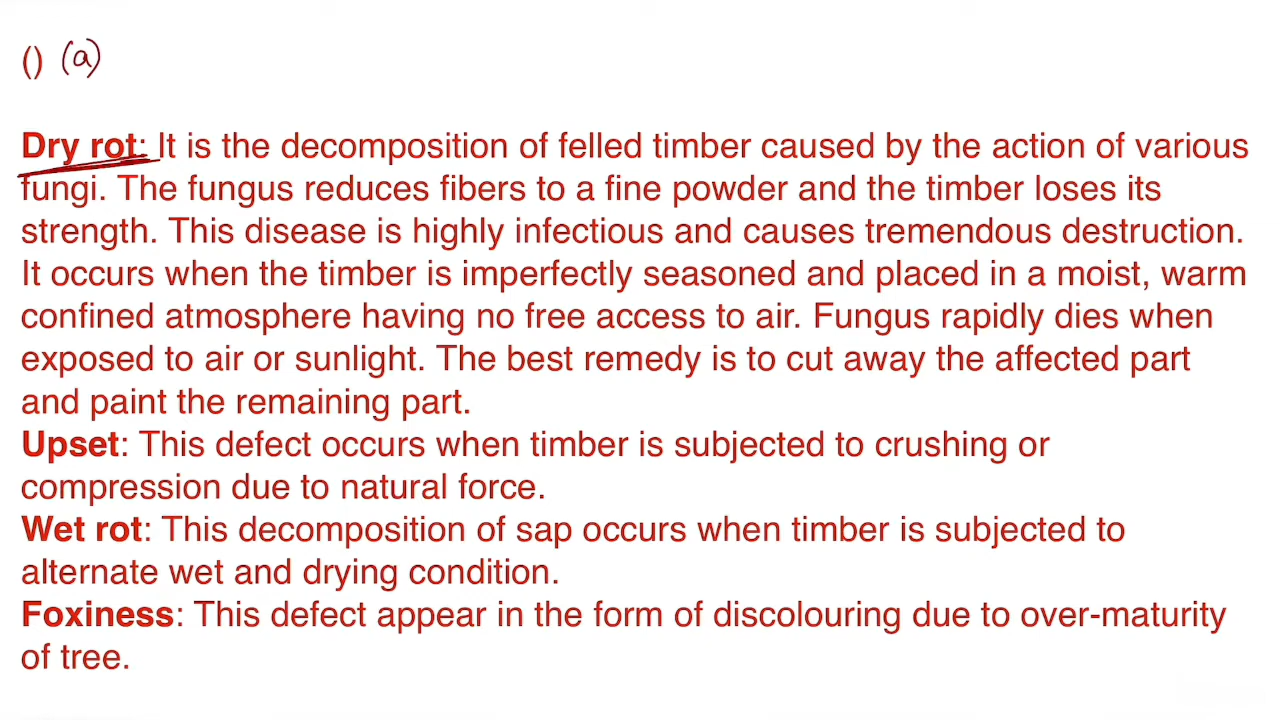 () (a)
Dry rot: It is the decomposition of felled timber caused by the action of various
fungi. The fungus reduces fibers to a fine powder and the timber loses its
strength. This disease is highly infectious and causes tremendous destruction.
It occurs when the timber is imperfectly seasoned and placed in a moist, warm
confined atmosphere having no free access to air. Fungus rapidly dies when
exposed to air or sunlight. The best remedy is to cut away the affected part
and paint the remaining part.
Upset: This defect occurs when timber is subjected to crushing or
compression due to natural force.
Wet rot: This decomposition of sap occurs when timber is subjected to
alternate wet and drying condition.
Foxiness: This defect appear in the form of discolouring due to over-maturity
of tree.